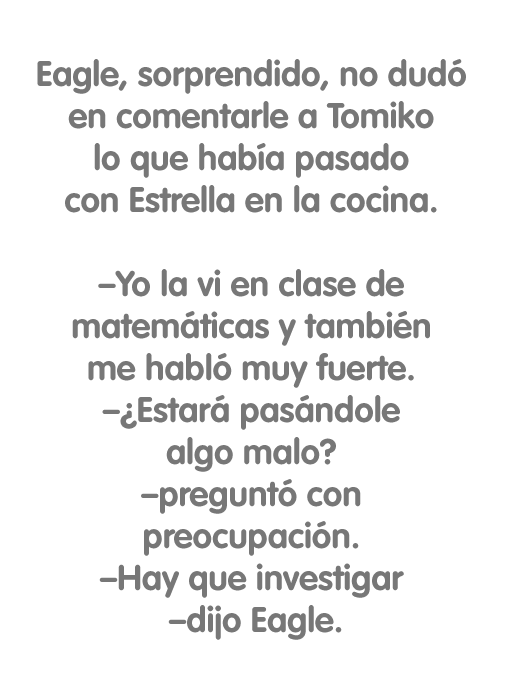 Eagle, sorprendido, no dudó
en comentarle a Tomiko
lo que había pasado
con Estrella en la cocina.
–Yo la vi en clase de
matemáticas y también
me habló muy fuerte.
–¿Estará pasándole
algo malo?
–preguntó con
preocupación.
–Hay que investigar
–dijo Eagle.